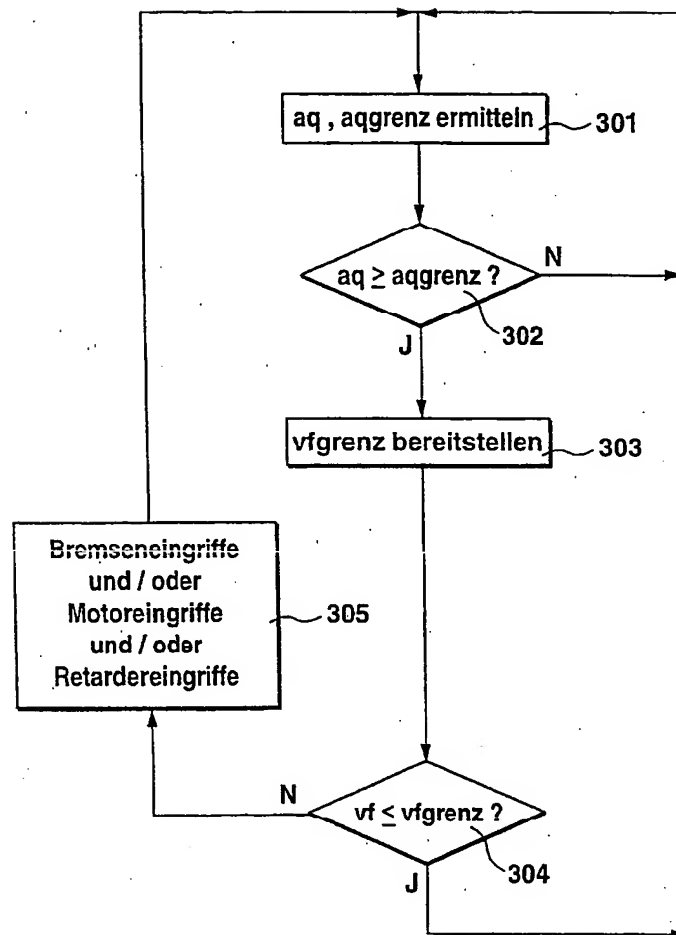 aq , aqgrenz ermitteln
301
aq ≥ aqgrenz ?
N
302
J
vfgrenz bereitstellen
303
Bremseneingriffe
und / oder
Motoreingriffe
und / oder
Retardereingriffe
305
N
vf ≤ vfgrenz ?
304
J